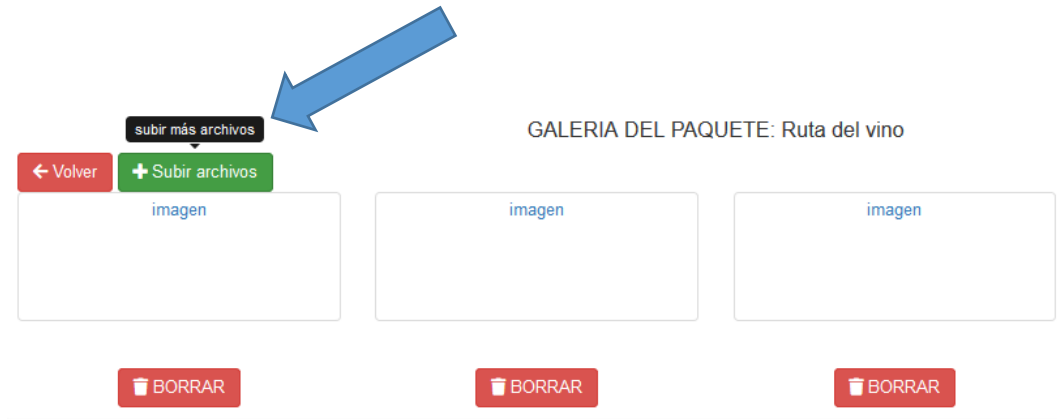 subir más archivos
GALERIA DEL PAQUETE: Ruta del vino
Volver
Subir archivos
imagen
imagen
imagen
BORRAR
BORRAR
BORRAR